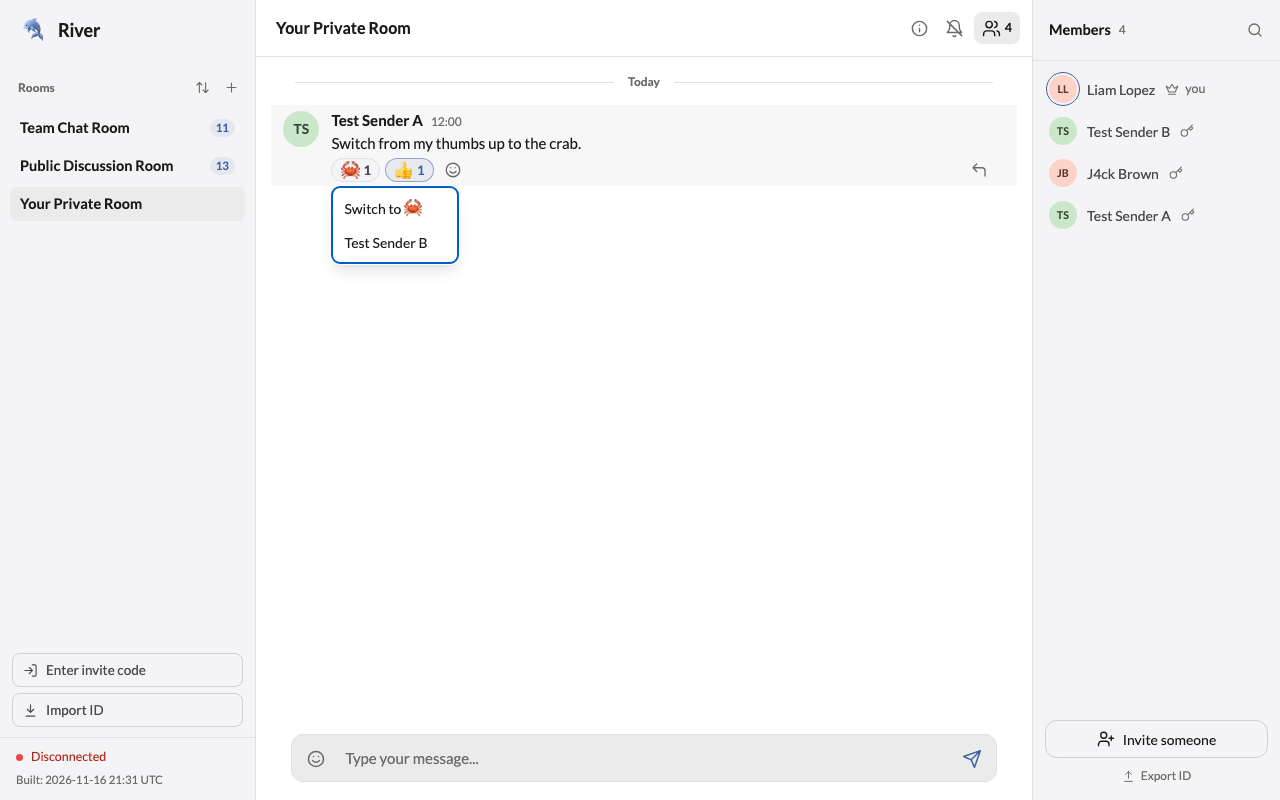 River
Rooms
Team Chat Room 11
Public Discussion Room 13
Your Private Room
Enter invite code
Import ID
Disconnected
Built: 2026-11-16 21:31 UTC
Your Private Room
4
Today
TS
Test Sender A 12:00
Switch from my thumbs up to the crab.
🦀 1 👍 1
Switch to 🦀
Test Sender B
Type your message...
Members 4
LL Liam Lopez you
TS Test Sender B
JB J4ck Brown
TS Test Sender A
Invite someone
Export ID